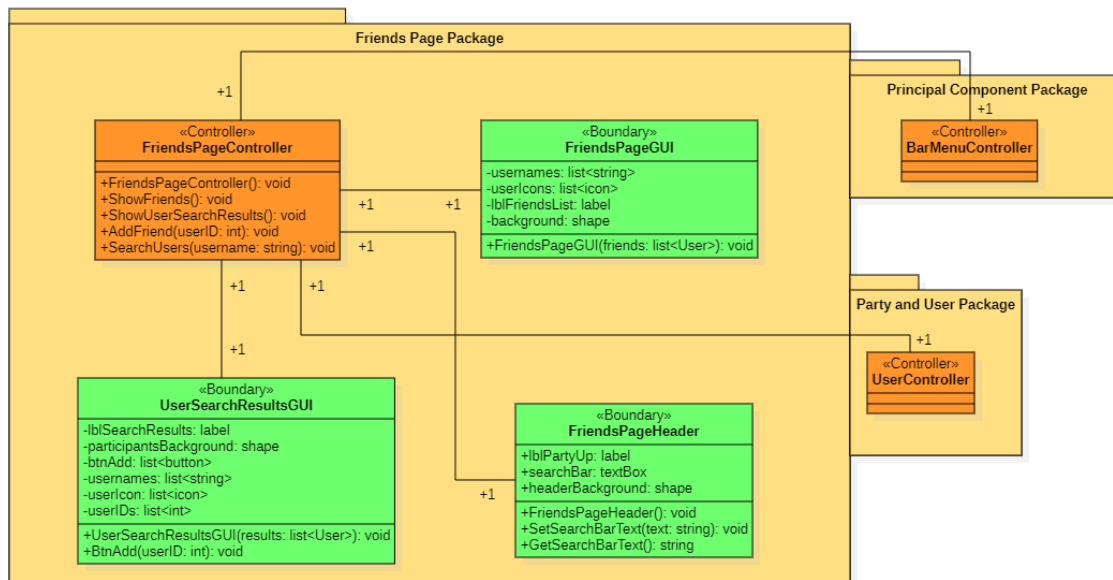 Friends Page Package
+1
Principal Component Package
+1
«Controller»
FriendsPageController
+FriendsPageController(): void
+ShowFriends(): void
+ShowUserSearchResults(): void
+AddFriend(userID: int): void
+SearchUsers(username: string): void
«Boundary»
FriendsPageGUI
-usernames: list<string>
-userIcons: list<icon>
-lblFriendsList: label
-background: shape
+FriendsPageGUI(friends: list<User>): void
«Controller»
BarMenuController
+1
+1
+1
+1
+1
Party and User Package
+1
«Controller»
UserController
+1
«Boundary»
UserSearchResultsGUI
-lblSearchResults: label
-participantsBackground: shape
-btnAdd: list<button>
-usernames: list<string>
-userIcon: list<icon>
-userIDs: list<int>
+UserSearchResultsGUI(results: list<User>): void
+BtnAdd(userID: int): void
«Boundary»
FriendsPageHeader
+lblPartyUp: label
+searchBar: textBox
+headerBackground: shape
+FriendsPageHeader(): void
+SetSearchBarText(text: string): void
+GetSearchBarText(): string
+1